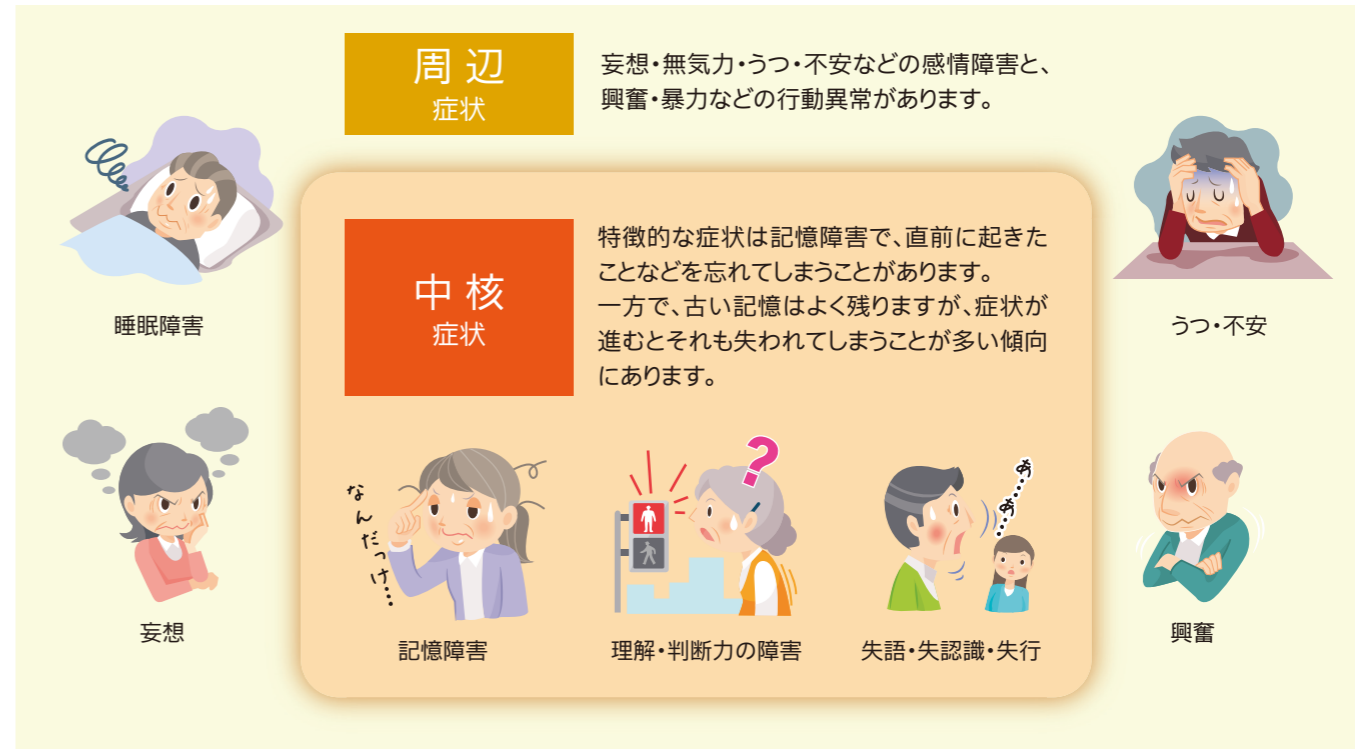 周辺
症状
妄想・無気力・うつ・不安などの感情障害と、
興奮・暴力などの行動異常があります。
中核
症状
特徴的な症状は記憶障害で、直前に起きた
ことなどを忘れてしまうことがあります。
一方で、古い記憶はよく残りますが、症状が
進むとそれも失われてしまうことが多い傾向
にあります。
睡眠障害
うつ・不安
妄想
なんだっけ…
記憶障害
?
理解・判断力の障害
あ…あ…
失語・失認識・失行
興奮